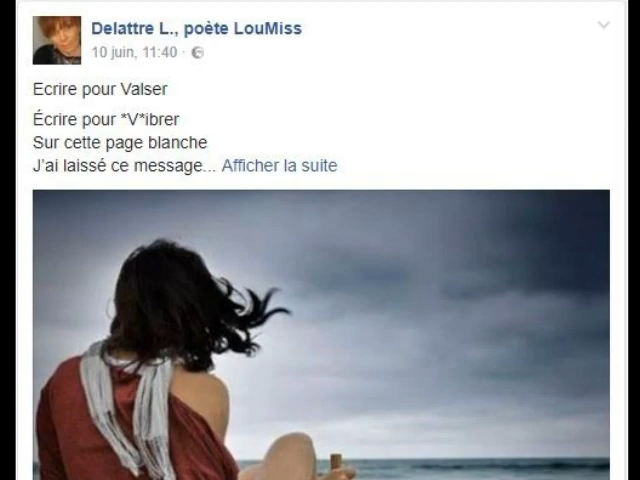 Delattre L., poète LouMiss
10 juin, 11:40 ·
Ecrire pour Valser
Écrire pour *V*ibrer
Sur cette page blanche
J'ai laissé ce message... Afficher la suite